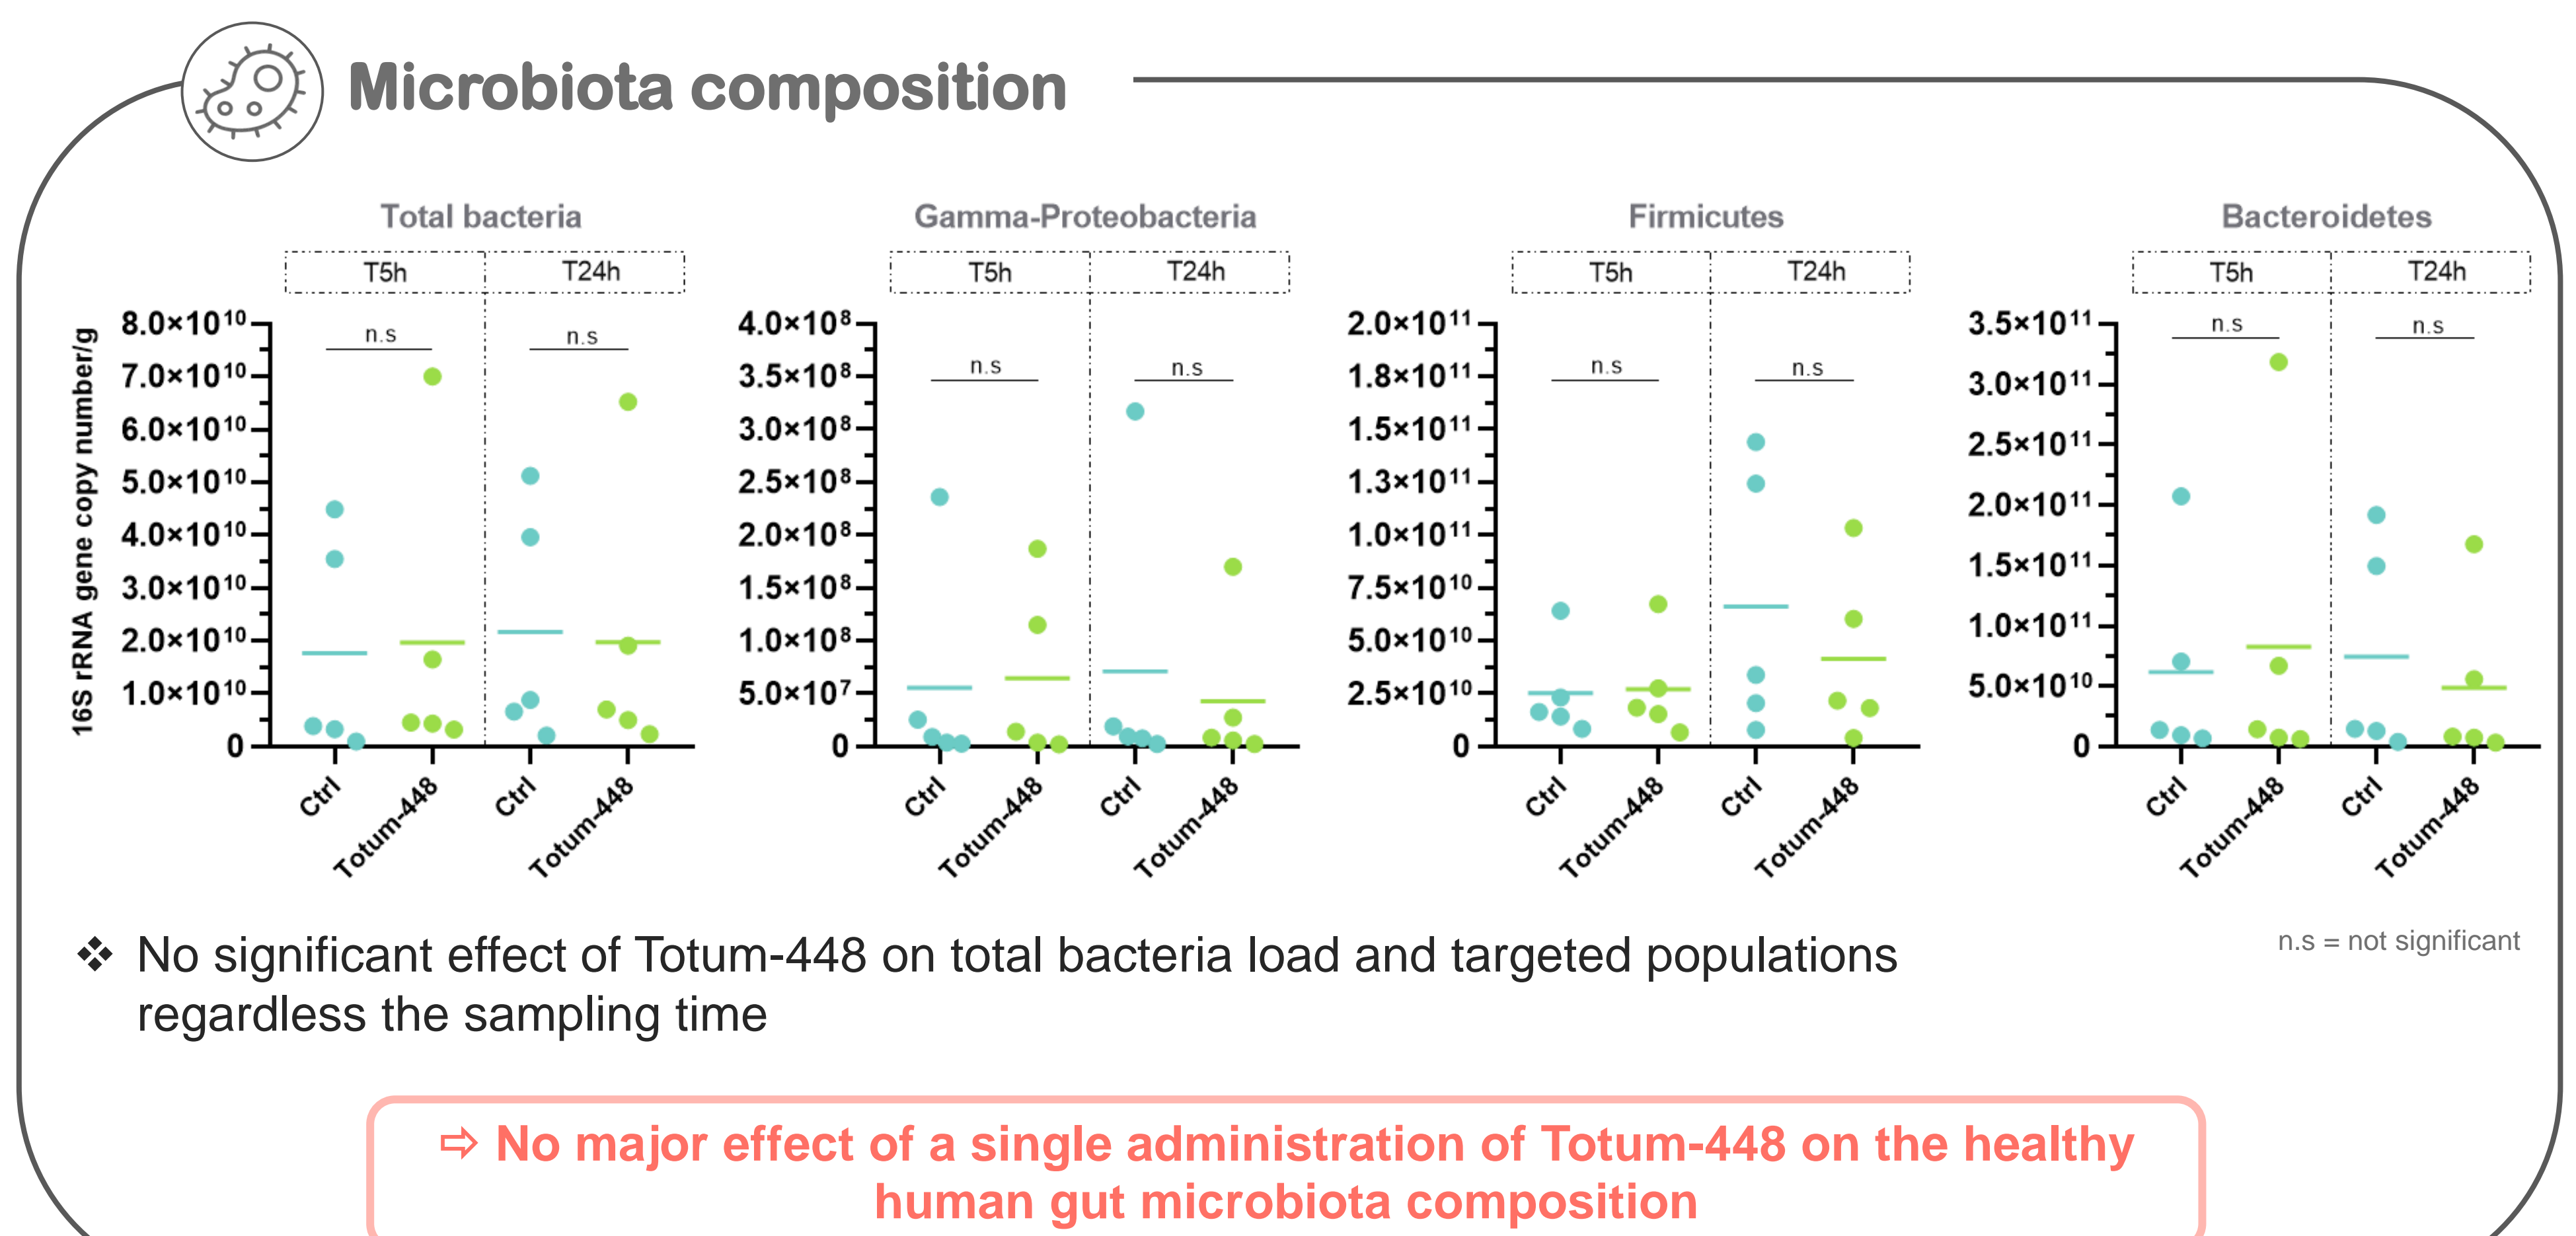 Microbiota composition
Total bacteria
Gamma-Proteobacteria
Firmicutes
Bacteroidetes
T5h
T24h
T5h
T24h
T5h
T24h
T5h
T24h
16S rRNA gene copy number/g
8.0×10¹⁰
7.0×10¹⁰
6.0×10¹⁰
5.0×10¹⁰
4.0×10¹⁰
3.0×10¹⁰
2.0×10¹⁰
1.0×10¹⁰
0
n.s
n.s
Ctrl
Totum-448
Ctrl
Totum-448
4.0×10⁸
3.5×10⁸
3.0×10⁸
2.5×10⁸
2.0×10⁸
1.5×10⁸
1.0×10⁸
5.0×10⁷
0
n.s
n.s
Ctrl
Totum-448
Ctrl
Totum-448
2.0×10¹¹
1.8×10¹¹
1.5×10¹¹
1.3×10¹¹
1.0×10¹¹
7.5×10¹⁰
5.0×10¹⁰
2.5×10¹⁰
0
n.s
n.s
Ctrl
Totum-448
Ctrl
Totum-448
3.5×10¹¹
3.0×10¹¹
2.5×10¹¹
2.0×10¹¹
1.5×10¹¹
1.0×10¹¹
5.0×10¹⁰
0
n.s
n.s
Ctrl
Totum-448
Ctrl
Totum-448
❖ No significant effect of Totum-448 on total bacteria load and targeted populations
regardless the sampling time
n.s = not significant
⇨ No major effect of a single administration of Totum-448 on the healthy
human gut microbiota composition